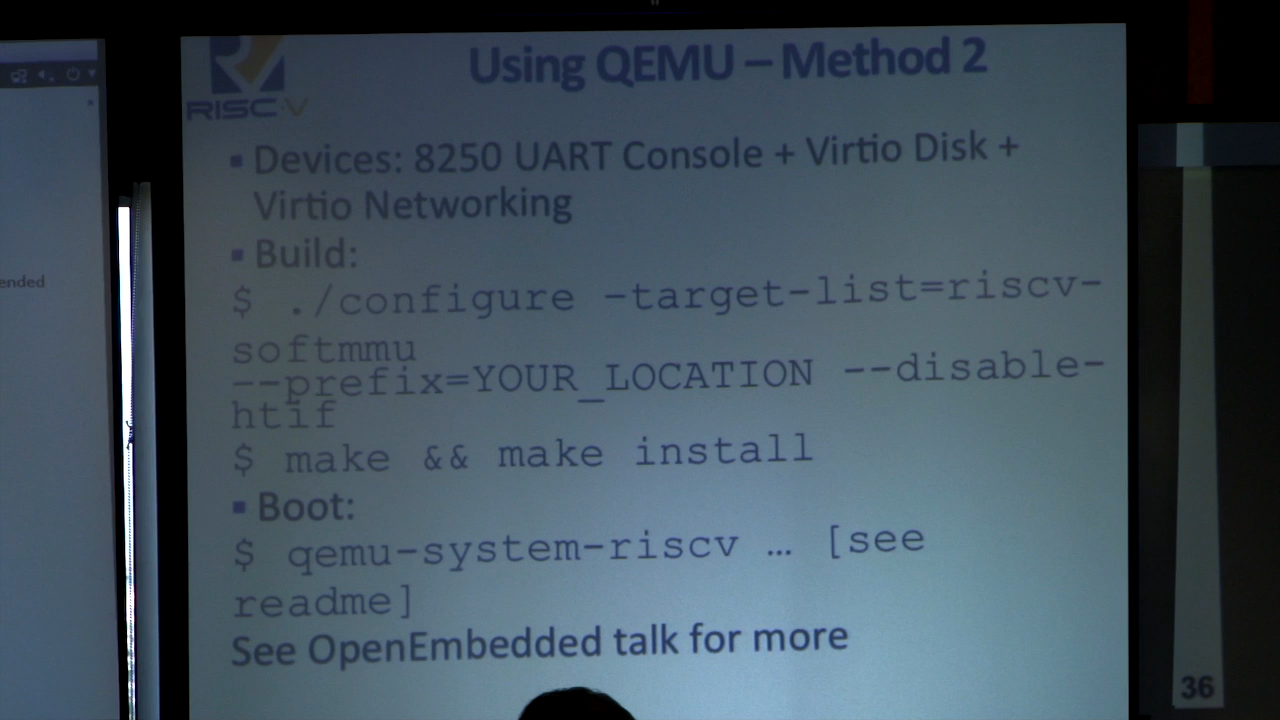 Using QEMU – Method 2
RISC-V
▪ Devices: 8250 UART Console + Virtio Disk +
Virtio Networking
▪ Build:
$ ./configure -target-list=riscv-
softmmu
--prefix=YOUR_LOCATION --disable-
htif
$ make && make install
▪ Boot:
$ qemu-system-riscv … [see
readme]
See OpenEmbedded talk for more
ended
36